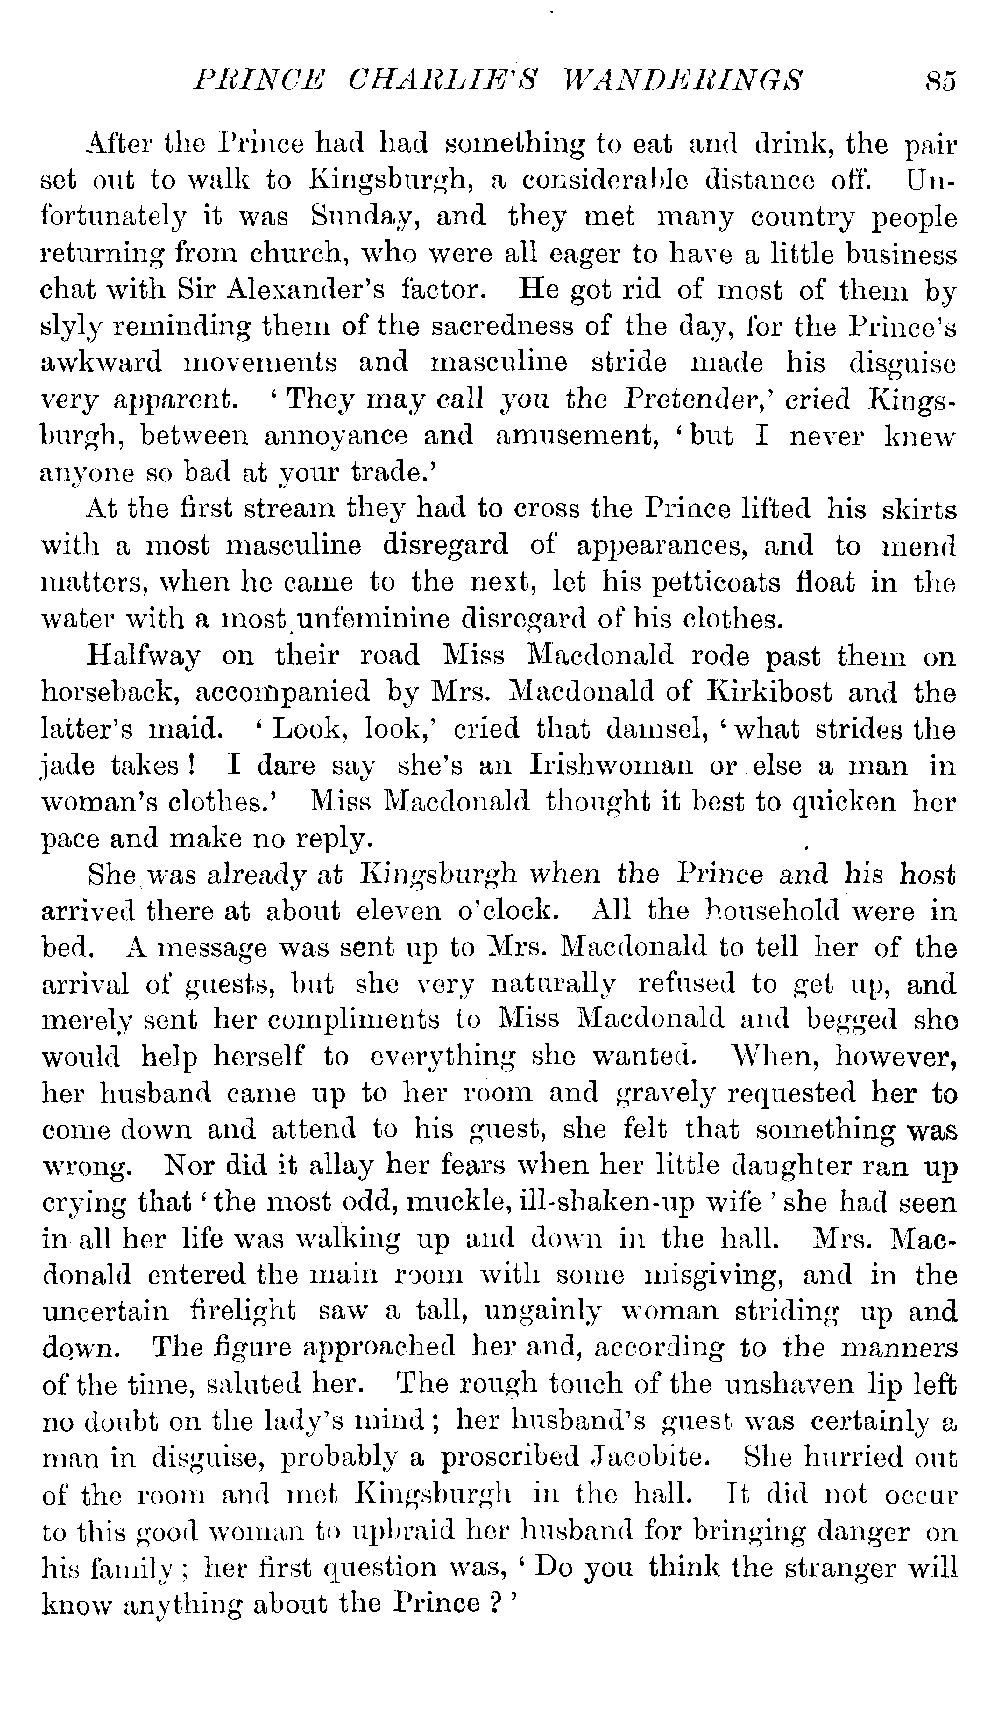 PRINCE CHARLIE'S WANDERINGS 85
After the Prince had had something to eat and drink, the pair
set out to walk to Kingsburgh, a considerable distance off. Un-
fortunately it was Sunday, and they met many country people
returning from church, who were all eager to have a little business
chat with Sir Alexander's factor. He got rid of most of them by
slyly reminding them of the sacredness of the day, for the Prince's
awkward movements and masculine stride made his disguise
very apparent. ‘They may call you the Pretender,’ cried Kings-
burgh, between annoyance and amusement, ‘but I never knew
anyone so bad at your trade.’
At the first stream they had to cross the Prince lifted his skirts
with a most masculine disregard of appearances, and to mend
matters, when he came to the next, let his petticoats float in the
water with a most unfeminine disregard of his clothes.
Halfway on their road Miss Macdonald rode past them on
horseback, accompanied by Mrs. Macdonald of Kirkibost and the
latter's maid. ‘Look, look,’ cried that damsel, ‘what strides the
jade takes! I dare say she's an Irishwoman or else a man in
woman's clothes.’ Miss Macdonald thought it best to quicken her
pace and make no reply.
She was already at Kingsburgh when the Prince and his host
arrived there at about eleven o'clock. All the household were in
bed. A message was sent up to Mrs. Macdonald to tell her of the
arrival of guests, but she very naturally refused to get up, and
merely sent her compliments to Miss Macdonald and begged she
would help herself to everything she wanted. When, however,
her husband came up to her room and gravely requested her to
come down and attend to his guest, she felt that something was
wrong. Nor did it allay her fears when her little daughter ran up
crying that ‘the most odd, muckle, ill-shaken-up wife’ she had seen
in all her life was walking up and down in the hall. Mrs. Mac-
donald entered the main room with some misgiving, and in the
uncertain firelight saw a tall, ungainly woman striding up and
down. The figure approached her and, according to the manners
of the time, saluted her. The rough touch of the unshaven lip left
no doubt on the lady's mind; her husband's guest was certainly a
man in disguise, probably a proscribed Jacobite. She hurried out
of the room and met Kingsburgh in the hall. It did not occur
to this good woman to upbraid her husband for bringing danger on
his family; her first question was, ‘Do you think the stranger will
know anything about the Prince?’